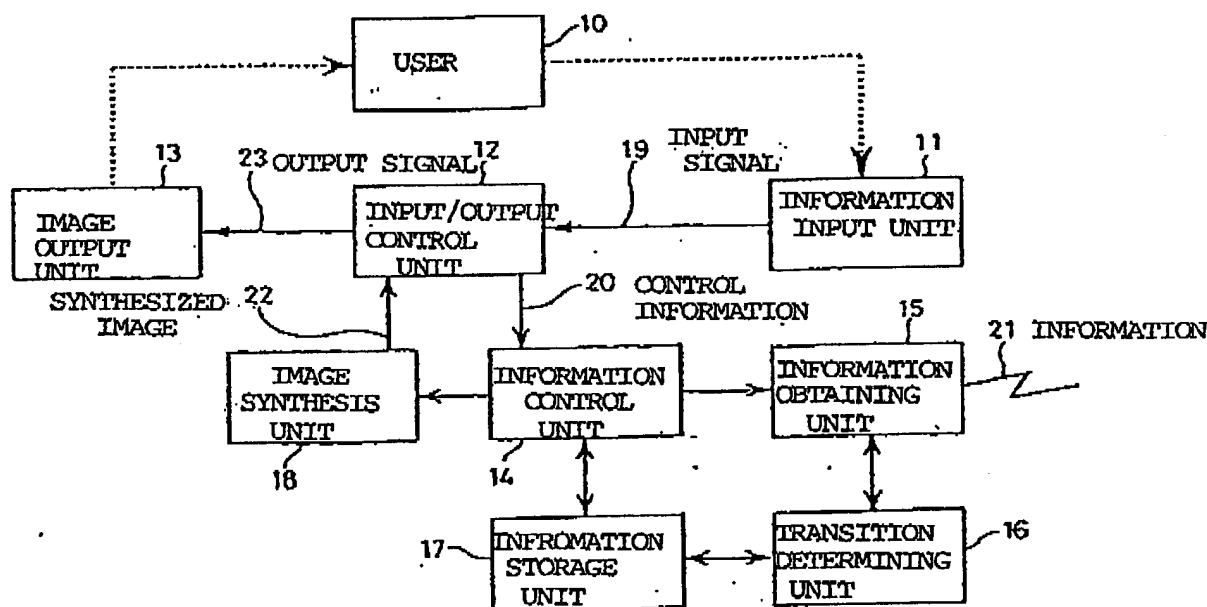 10
USER
13
23 OUTPUT SIGNAL
12
19
INPUT
SIGNAL
11
IMAGE
OUTPUT
UNIT
INPUT/OUTPUT
CONTROL
UNIT
INFORMATION
INPUT UNIT
SYNTHESIZED
IMAGE
22
20 CONTROL
INFORMATION
15
21 INFORMATION
IMAGE
SYNTHESIS
UNIT
INFORMATION
CONTROL
UNIT
INFORMATION
OBTAINING
UNIT
18
14
17
INFROMATION
STORAGE
UNIT
TRANSITION
DETERMINING
UNIT
16